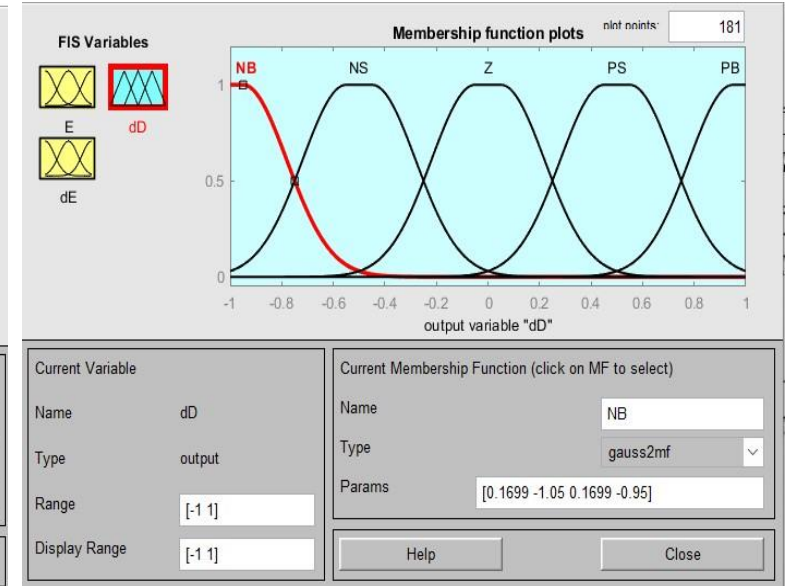 FIS Variables
E
dD
dE
Membership function plots
plot points:
181
NB
NS
Z
PS
PB
1
0.5
0
-1
-0.8
-0.6
-0.4
-0.2
0
0.2
0.4
0.6
0.8
1
output variable "dD"
Current Variable
Name
dD
Type
output
Range
[-1 1]
Display Range
[-1 1]
Current Membership Function (click on MF to select)
Name
NB
Type
gauss2mf
Params
[0.1699 -1.05 0.1699 -0.95]
Help
Close